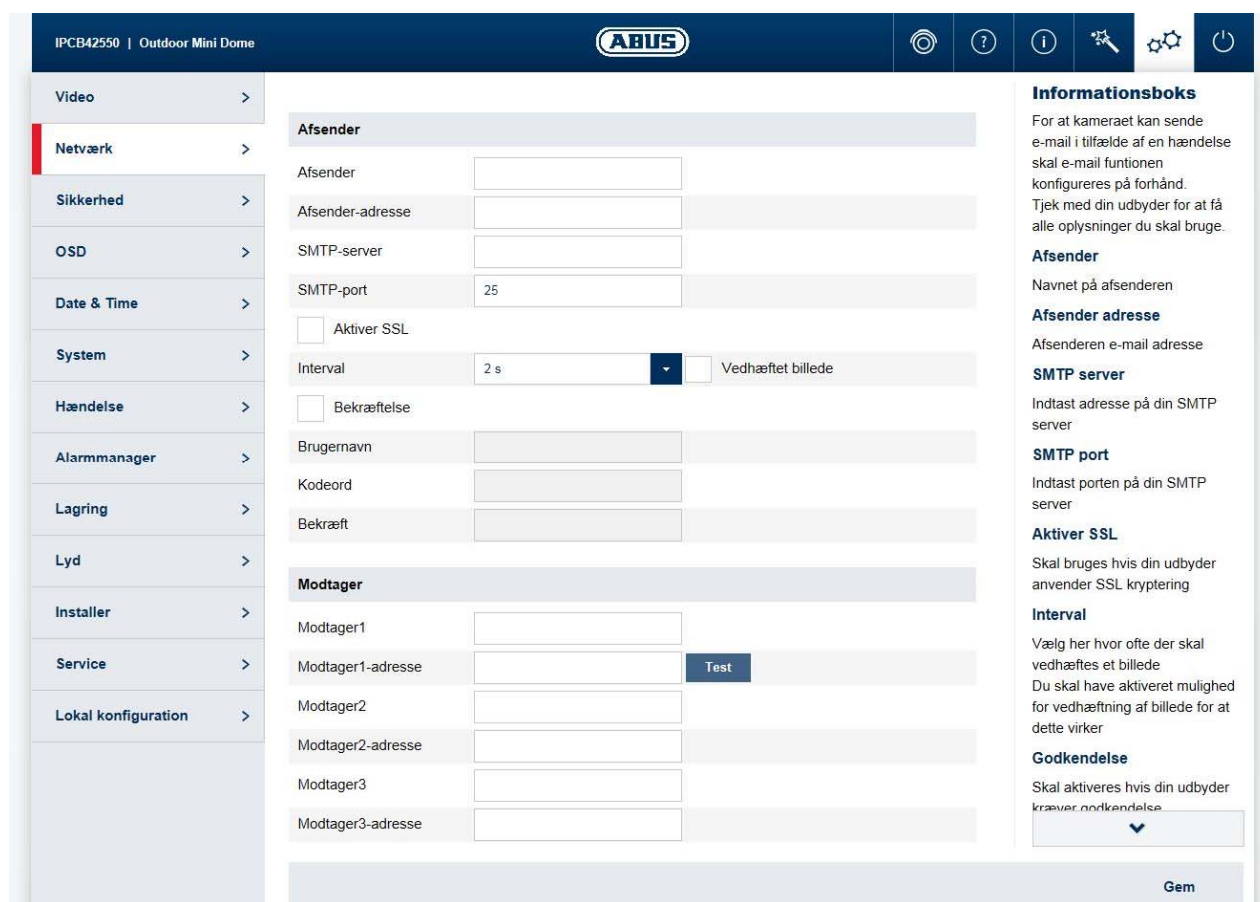 IPCB42550 | Outdoor Mini Dome
ABUS
Video
Netværk
Sikkerhed
OSD
Date & Time
System
Hændelse
Alarmmanager
Lagring
Lyd
Installer
Service
Lokal konfiguration
Afsender
Afsender
Afsender-adresse
SMTP-server
SMTP-port 25
Aktiver SSL
Interval 2 s Vedhæftet billede
Bekræftelse
Brugernavn
Kodeord
Bekræft
Modtager
Modtager1
Modtager1-adresse Test
Modtager2
Modtager2-adresse
Modtager3
Modtager3-adresse
Informationsboks
For at kameraet kan sende
e-mail i tilfælde af en hændelse
skal e-mail funtionen
konfigureres på forhånd.
Tjek med din udbyder for at få
alle oplysninger du skal bruge.
Afsender
Navnet på afsenderen
Afsender adresse
Afsenderen e-mail adresse
SMTP server
Indtast adresse på din SMTP
server
SMTP port
Indtast porten på din SMTP
server
Aktiver SSL
Skal bruges hvis din udbyder
anvender SSL kryptering
Interval
Vælg her hvor ofte der skal
vedhæftes et billede
Du skal have aktiveret mulighed
for vedhæftning af billede for at
dette virker
Godkendelse
Skal aktiveres hvis din udbyder
kræver godkendelse
Gem